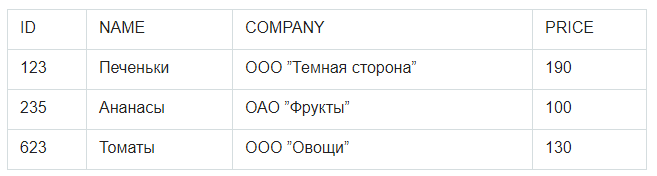 ID NAME COMPANY PRICE
123 Печеньки ООО ”Темная сторона” 190
235 Ананасы ОАО ”Фрукты” 100
623 Томаты ООО ”Овощи” 130